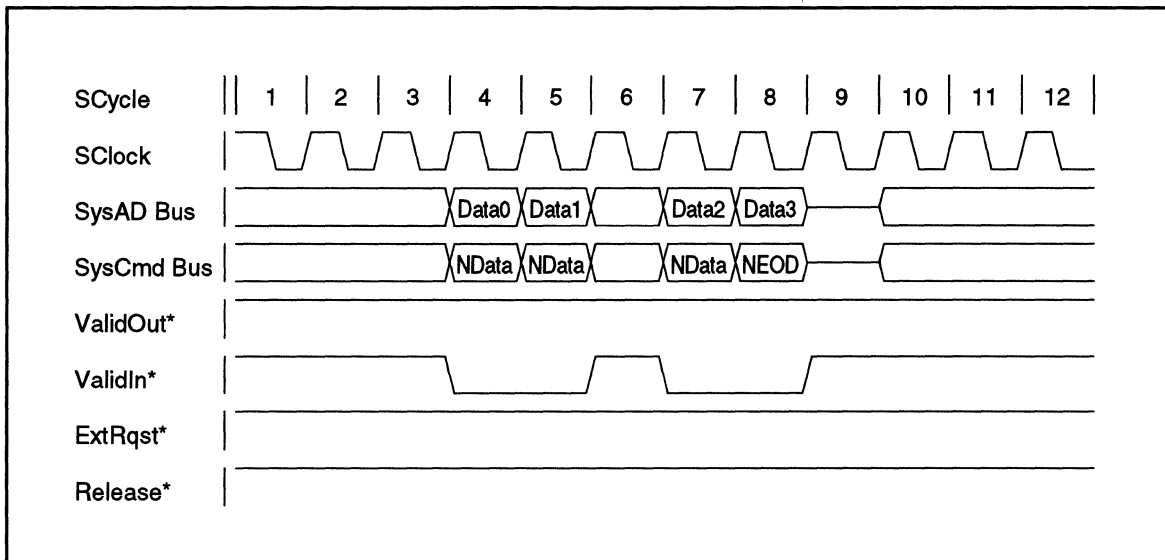 SCycle 1 2 3 4 5 6 7 8 9 10 11 12
SClock
SysAD Bus Data0 Data1 Data2 Data3
SysCmd Bus NData NData NData NEOD
ValidOut*
ValidIn*
ExtRqst*
Release*